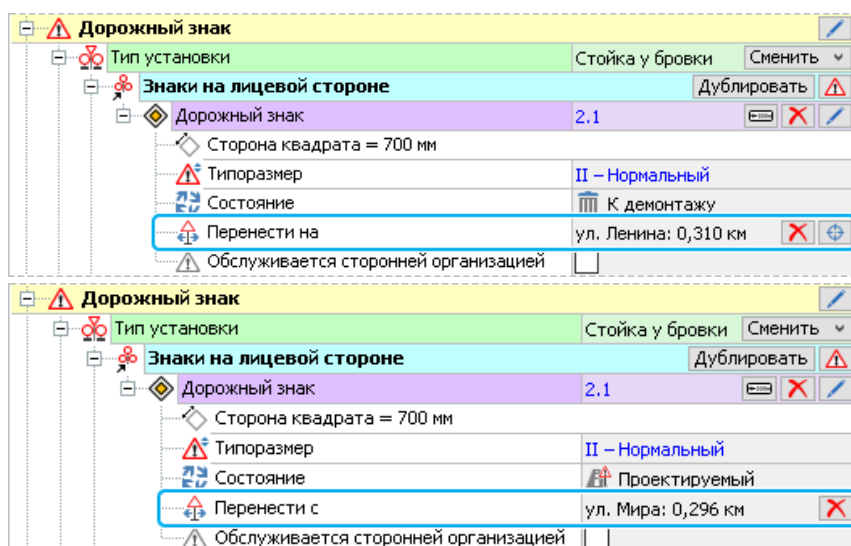 Дорожный знак
Тип установки Стойка у бровки Сменить
Знаки на лицевой стороне Дублировать
Дорожный знак 2.1
Сторона квадрата = 700 мм
Типоразмер II – Нормальный
Состояние К демонтажу
Перенести на ул. Ленина: 0,310 км
Обслуживается сторонней организацией
Дорожный знак
Тип установки Стойка у бровки Сменить
Знаки на лицевой стороне Дублировать
Дорожный знак 2.1
Сторона квадрата = 700 мм
Типоразмер II – Нормальный
Состояние Проектируемый
Перенести с ул. Мира: 0,296 км
Обслуживается сторонней организацией